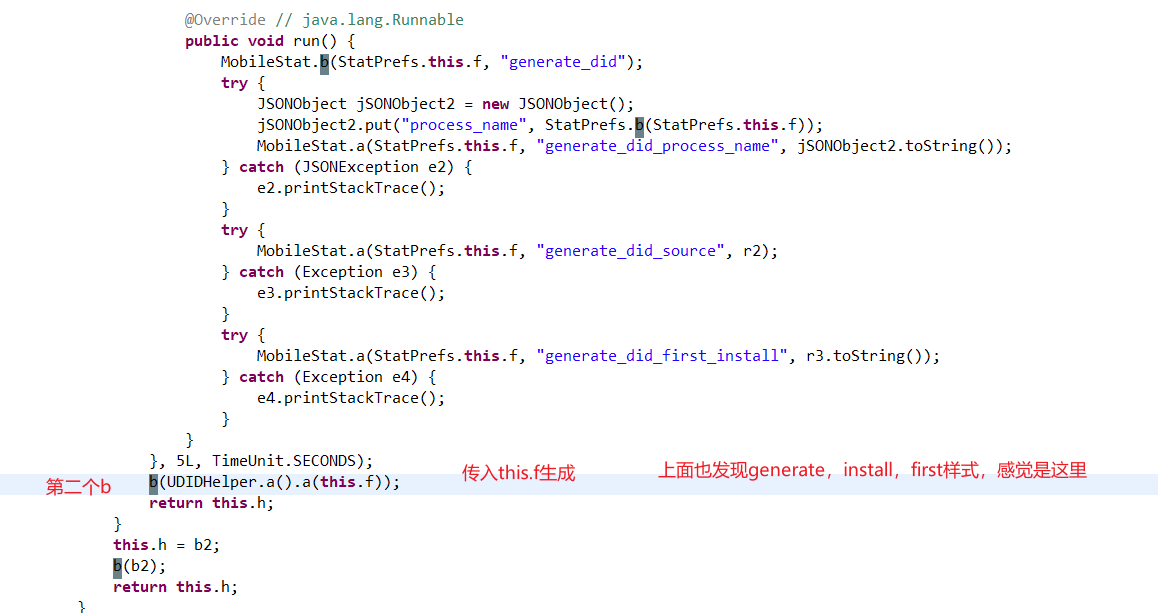 @Override // java.lang.Runnable
public void run() {
MobileStat.b(StatPrefs.this.f, "generate_did");
try {
JSONObject jSONObject2 = new JSONObject();
jSONObject2.put("process_name", StatPrefs.b(StatPrefs.this.f));
MobileStat.a(StatPrefs.this.f, "generate_did_process_name", jSONObject2.toString());
} catch (JSONException e2) {
e2.printStackTrace();
}
try {
MobileStat.a(StatPrefs.this.f, "generate_did_source", r2);
} catch (Exception e3) {
e3.printStackTrace();
}
try {
MobileStat.a(StatPrefs.this.f, "generate_did_first_install", r3.toString());
} catch (Exception e4) {
e4.printStackTrace();
}
}
}, 5L, TimeUnit.SECONDS);
第二个b b(UDIDHelper.a().a(this.f)); 传入this.f生成 上面也发现generate，install，first样式，感觉是这里
return this.h;
}
this.h = b2;
b(b2);
return this.h;
}